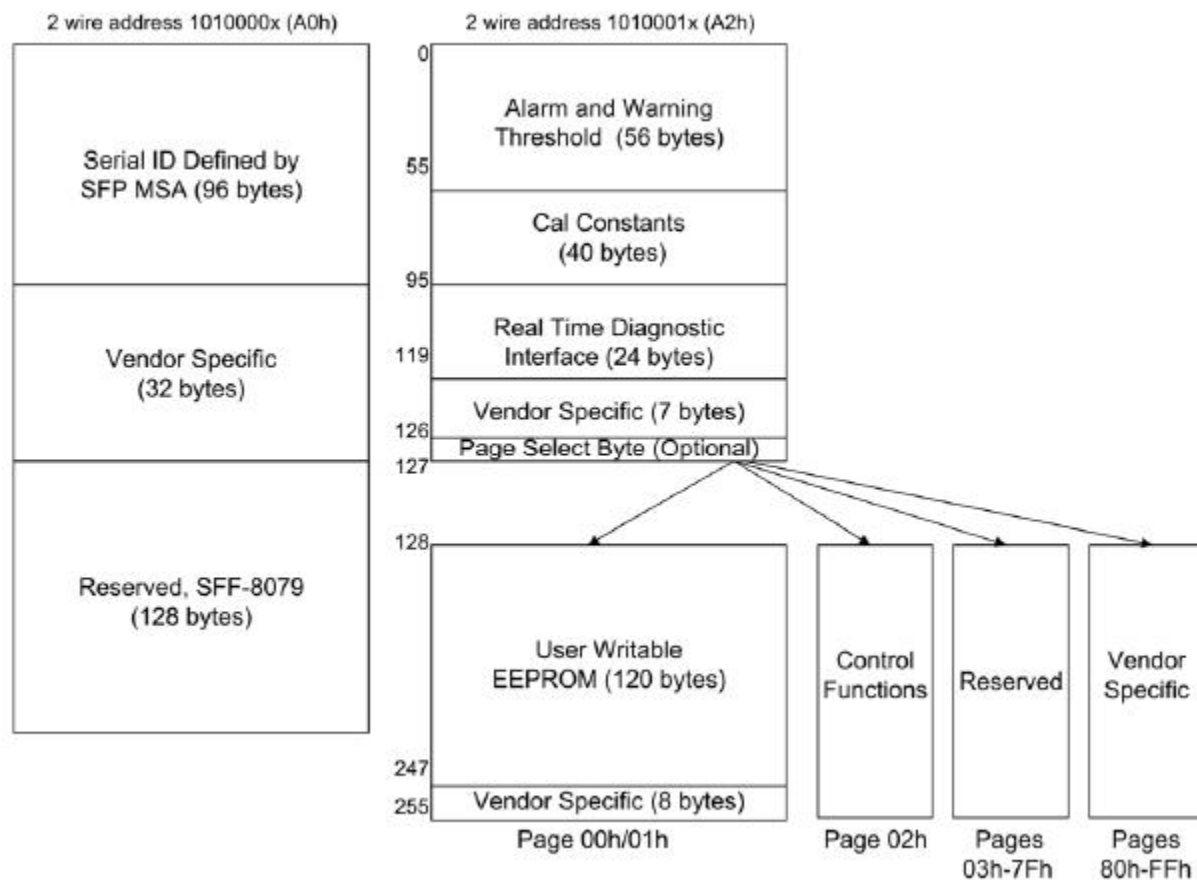 2 wire address 1010000x (A0h)
Serial ID Defined by
SFP MSA (96 bytes)
Vendor Specific
(32 bytes)
Reserved, SFF-8079
(128 bytes)
2 wire address 1010001x (A2h)
0
Alarm and Warning
Threshold (56 bytes)
55
Cal Constants
(40 bytes)
95
Real Time Diagnostic
Interface (24 bytes)
119
Vendor Specific (7 bytes)
126
Page Select Byte (Optional)
127
128
User Writable
EEPROM (120 bytes)
247
Vendor Specific (8 bytes)
255
Page 00h/01h
Control
Functions
Page 02h
Reserved
Pages
03h-7Fh
Vendor
Specific
Pages
80h-FFh